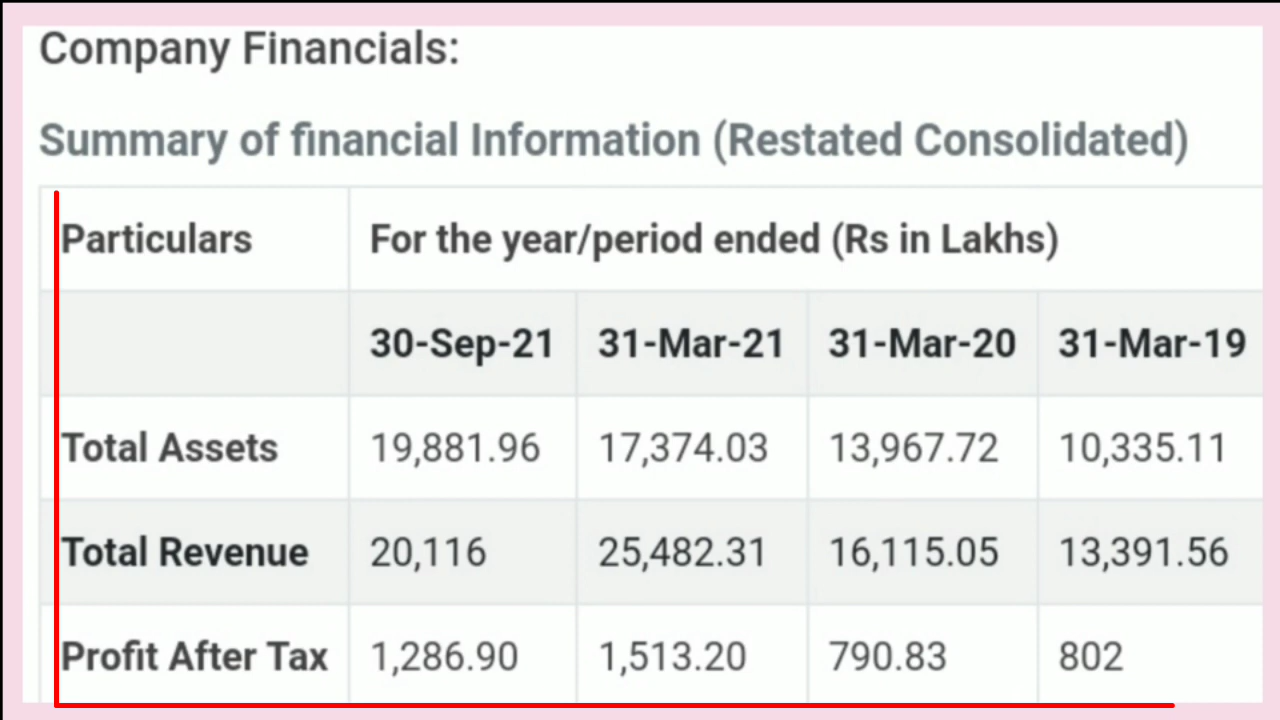 Company Financials:
Summary of financial Information (Restated Consolidated)
Particulars For the year/period ended (Rs in Lakhs)
30-Sep-21 31-Mar-21 31-Mar-20 31-Mar-19
Total Assets 19,881.96 17,374.03 13,967.72 10,335.11
Total Revenue 20,116 25,482.31 16,115.05 13,391.56
Profit After Tax 1,286.90 1,513.20 790.83 802